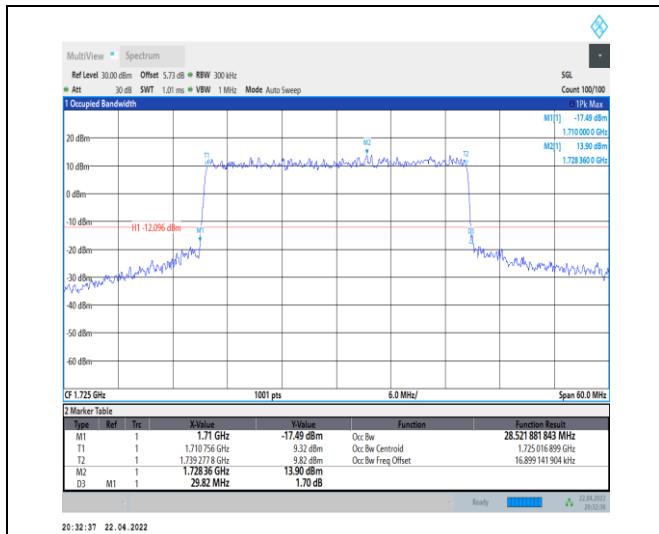 MultiView Spectrum
Ref Level 30.00 dBm Offset 5.73 dB RBW 300 kHz SGL
Att 30 dB SWT 1.01 ms VBW 1 MHz Mode Auto Sweep Count 100/100
1 Occupied Bandwidth 1Pk Max
M1[1] -17.49 dBm
1.710 000 0 GHz
M2[1] 13.90 dBm
1.728 360 0 GHz
20 dBm
M2
T1 T2
10 dBm
0 dBm
-10 dBm
H1 -12.096 dBm
M1 D3
-20 dBm
-30 dBm
-40 dBm
-50 dBm
-60 dBm
CF 1.725 GHz 1001 pts 6.0 MHz/ Span 60.0 MHz
2 Marker Table
Type Ref Trc X-Value Y-Value Function Function Result
M1 1 1.71 GHz -17.49 dBm Occ Bw 28.521 881 843 MHz
T1 1 1.710 756 GHz 9.32 dBm Occ Bw Centroid 1.725 016 899 GHz
T2 1 1.739 277 8 GHz 9.82 dBm Occ Bw Freq Offset 16.899 141 904 kHz
M2 1 1.728 36 GHz 13.90 dBm
D3 M1 1 29.82 MHz 1.70 dB
Ready 22.04.2022
20:32:38
20:32:37 22.04.2022